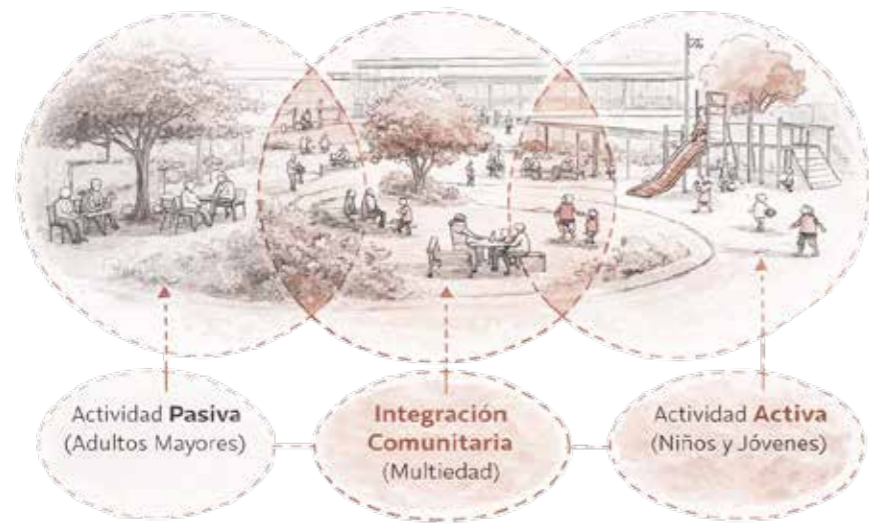 Actividad Pasiva
(Adultos Mayores)
Integración
Comunitaria
(Multiedad)
Actividad Activa
(Niños y Jóvenes)